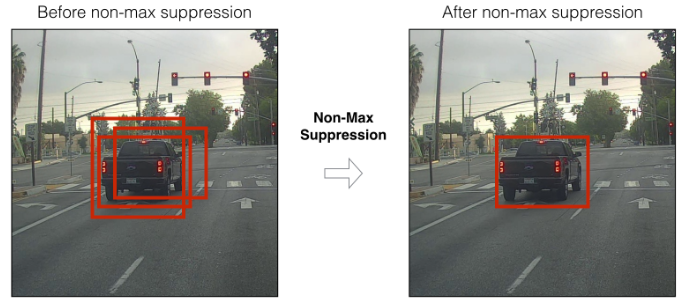 Before non-max suppression
After non-max suppression
Non-Max
Suppression